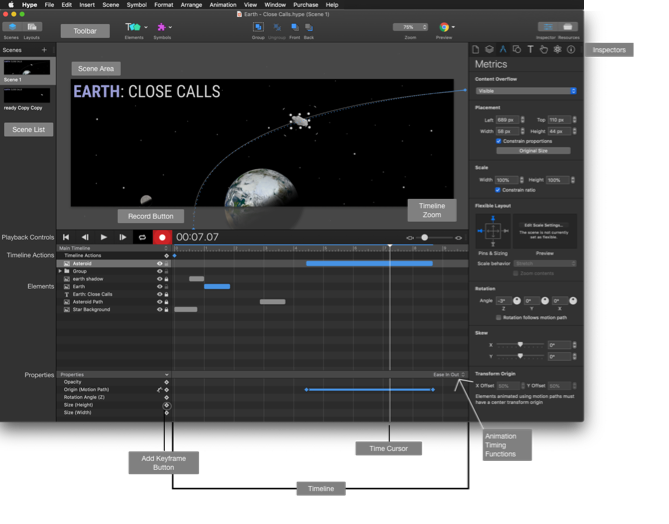 Hype File Edit Insert Scene Symbol Format Arrange Animation View Window Purchase Help
Earth - Close Calls.hype (Scene 1)
Scenes Layouts
Toolbar
Elements Symbols
Group Ungroup Front Back
75%
Zoom
Preview
Inspector Resources
Inspectors
Scenes +
Scene 1
ready Copy Copy
Scene List
Scene Area
EARTH: CLOSE CALLS
Record Button
Timeline
Zoom
Metrics
Content Overflow
Visible
Placement
Left 689 px Top 110 px
Width 58 px Height 44 px
Constrain proportions
Original Size
Scale
Width 100% Height 100%
Constrain ratio
Flexible Layout
Edit Scale Settings...
The scene is currently
not set as flexible.
Pins & Sizing Preview
Scale behavior Stretch
Zoom contents
Rotation
Angle -3° 0° 0°
Z Y X
Rotation follows motion path
Skew
X 0°
Y 0°
Transform Origin
X Offset 50% Y Offset 50%
Elements animated using motion paths must
have a center transform origin
Playback Controls
00:07.07
Main Timeline
Timeline Actions
Timeline Actions
Elements
Asteroid
Group
earth shadow
Earth
Earth: Close Calls
Asteroid Path
Star Background
Properties
Properties
Ease In Out
Opacity
Origin (Motion Path)
Rotation Angle (Z)
Size (Height)
Size (Width)
Add Keyframe
Button
Time Cursor
Animation
Timing
Functions
Timeline